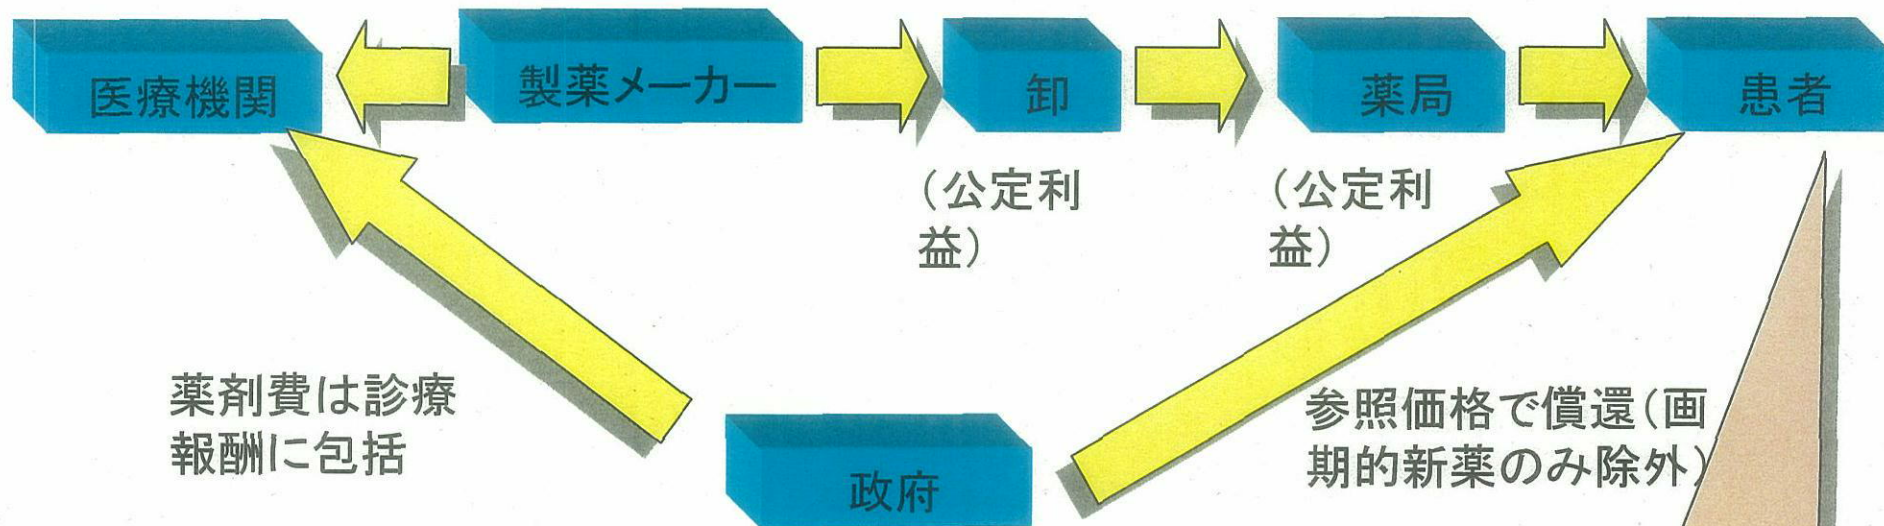 医療機関
製薬メーカー
卸
薬局
患者
(公定利
益)
(公定利
益)
薬剤費は診療
報酬に包括
参照価格で償還(画
期的新薬のみ除外)
政府